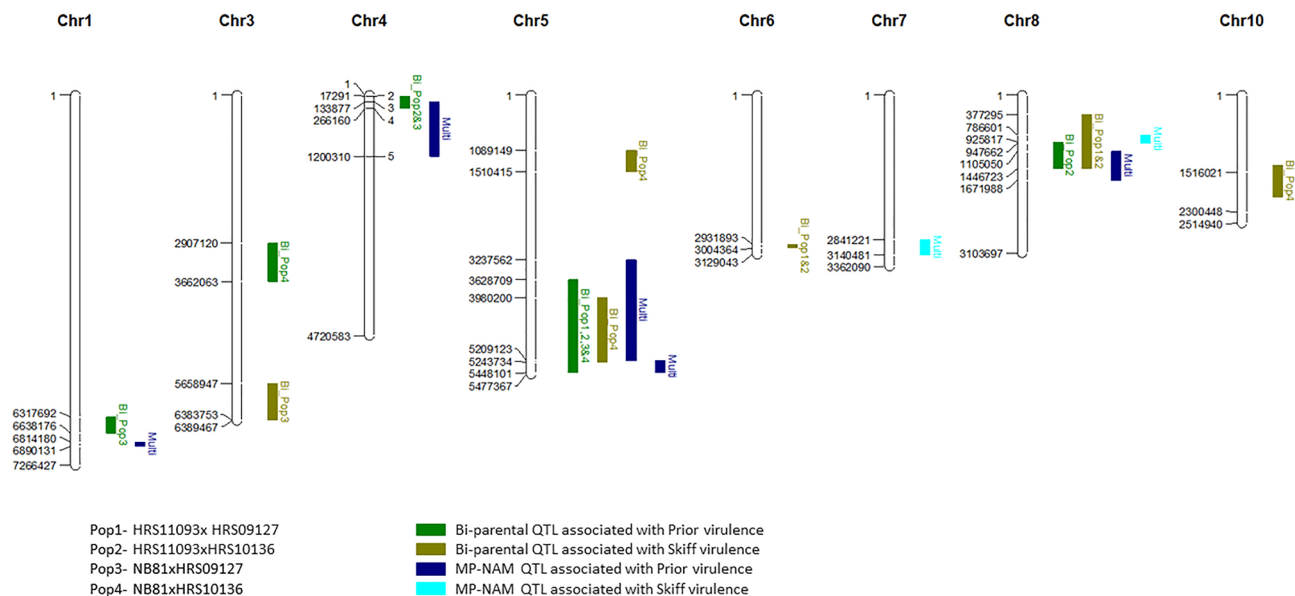 Chr1
Chr3
Chr4
Chr5
Chr6
Chr7
Chr8
Chr10
1
6317692
6638176
6814180
6890131
7266427
Bi_Pop3
Multi
1
2907120
3662063
5658947
6383753
6389467
Bi_Pop4
Bi_Pop3
1
17291
133877
266160
1200310
4720583
2
3
4
5
Bi_Pop2&3
Multi
1
1089149
1510415
3237562
3628709
3980200
5209123
5243734
5448101
5477367
Bi_Pop4
Bi_Pop1,2,3&4
Bi_Pop4
Multi
Multi
1
2931893
3004364
3129043
Bi_Pop1&2
1
2841221
3140481
3362090
Multi
1
377295
786601
925817
947662
1105050
1446723
1671988
3103697
Bi_Pop2
Bi_Pop1&2
Multi
Multi
1
1516021
2300448
2514940
Bi_Pop4
Pop1- HRS11093x HRS09127
Pop2- HRS11093xHRS10136
Pop3- NB81xHRS09127
Pop4- NB81xHRS10136
Bi-parental QTL associated with Prior virulence
Bi-parental QTL associated with Skiff virulence
MP-NAM QTL associated with Prior virulence
MP-NAM QTL associated with Skiff virulence